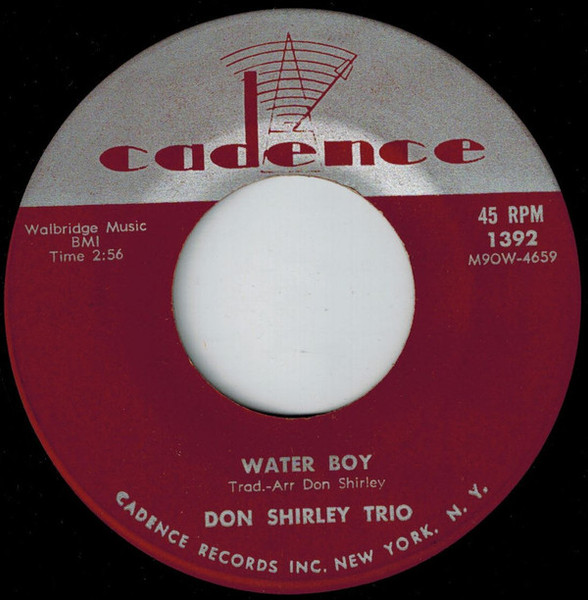 cadence
Walbridge Music
BMI
Time 2:56
45 RPM
1392
M9OW-4659
WATER BOY
Trad.-Arr Don Shirley
DON SHIRLEY TRIO
CADENCE RECORDS INC. NEW YORK, N. Y.